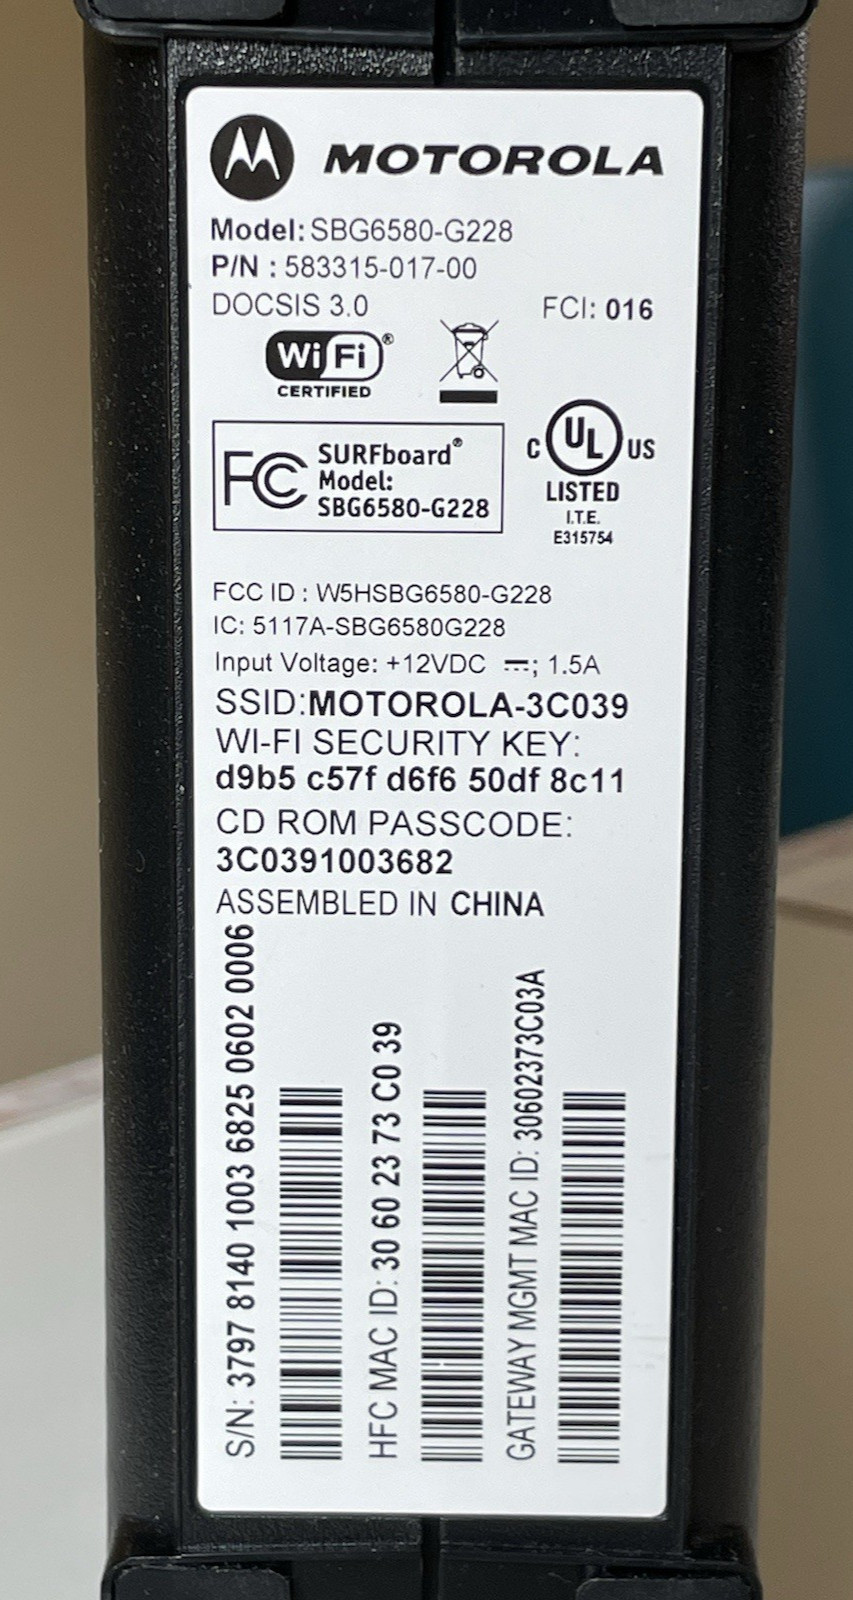 MOTOROLA
Model: SBG6580-G228
P/N : 583315-017-00
DOCSIS 3.0
FCI: 016
Wi Fi ®
CERTIFIED
FC SURFboard®
Model:
SBG6580-G228
C UL US
LISTED
I.T.E.
E315754
FCC ID : W5HSBG6580-G228
IC: 5117A-SBG6580G228
Input Voltage: +12VDC ⎓; 1.5A
SSID:MOTOROLA-3C039
WI-FI SECURITY KEY:
d9b5 c57f d6f6 50df 8c11
CD ROM PASSCODE:
3C0391003682
ASSEMBLED IN CHINA
S/N: 3797 8140 1003 6825 0602 0006
HFC MAC ID: 30 60 23 73 C0 39
GATEWAY MGMT MAC ID: 30602373C03A